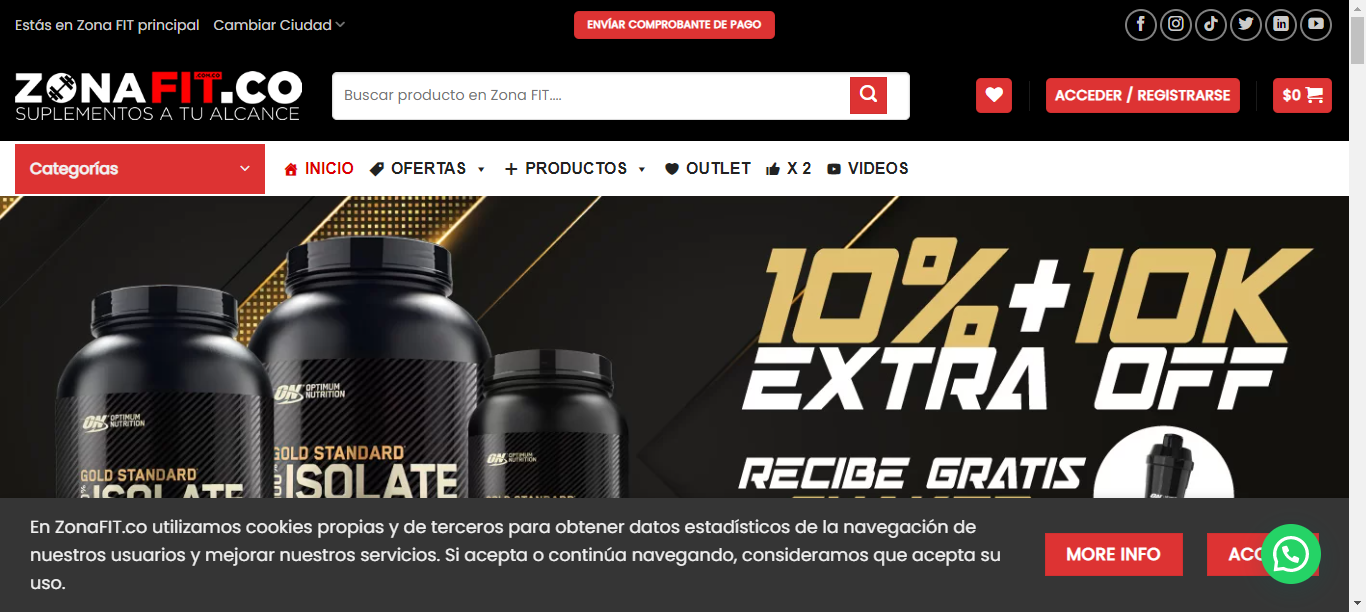 Estás en Zona FIT principal Cambiar Ciudad
ENVÍAR COMPROBANTE DE PAGO
ZONAFIT.CO
.COM.CO
SUPLEMENTOS A TU ALCANCE
Buscar producto en Zona FIT....
ACCEDER / REGISTRARSE
$0
Categorías
INICIO OFERTAS PRODUCTOS OUTLET X 2 VIDEOS
10%+10K
EXTRA OFF
RECIBE GRATIS
ON OPTIMUM NUTRITION
GOLD STANDARD
ISOLATE
ON OPTIMUM NUTRITION
GOLD STANDARD
ISOLATE
ON OPTIMUM NUTRITION
GOLD STANDARD
En ZonaFIT.co utilizamos cookies propias y de terceros para obtener datos estadísticos de la navegación de
nuestros usuarios y mejorar nuestros servicios. Si acepta o continúa navegando, consideramos que acepta su
uso.
MORE INFO